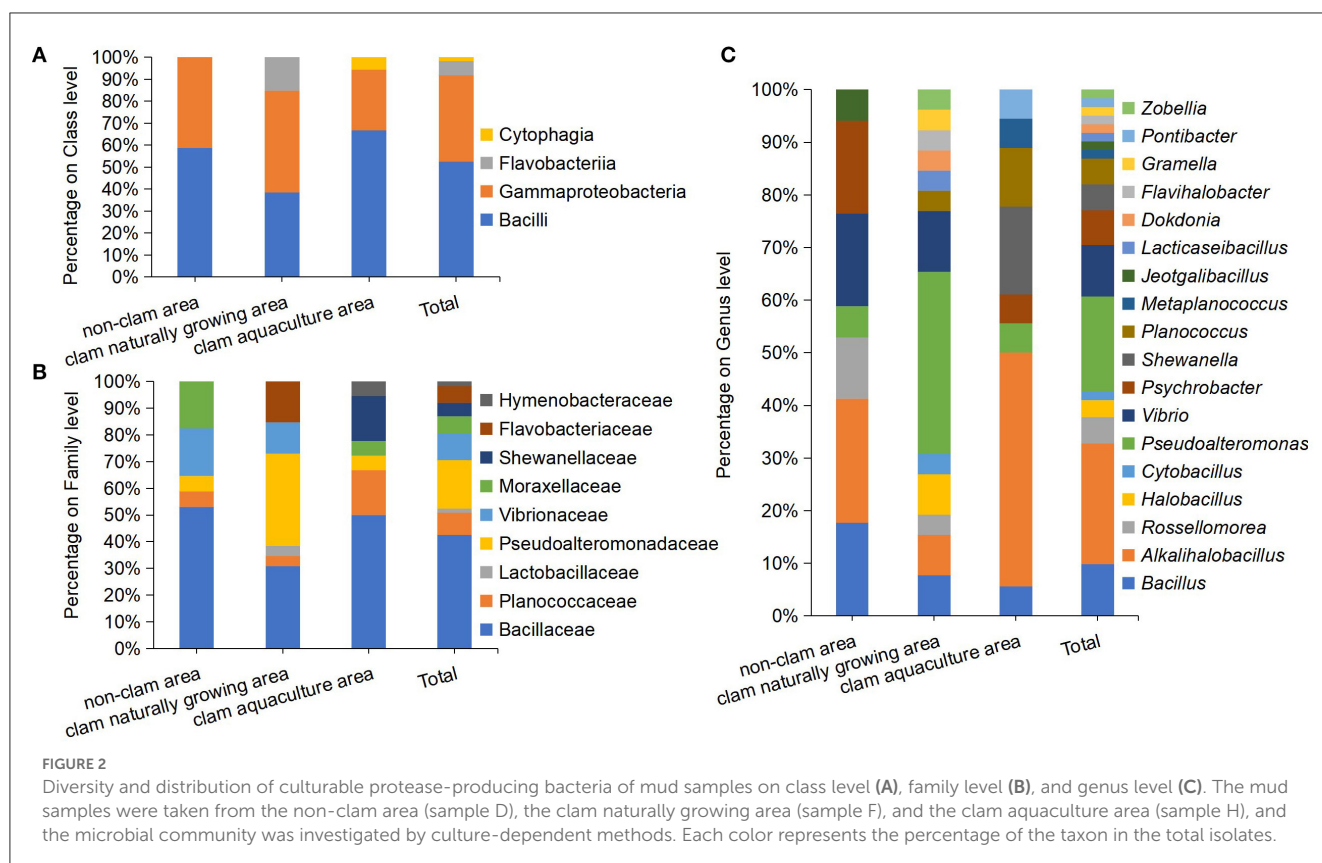 A
Percentage on Class level
100%
90%
80%
70%
60%
50%
40%
30%
20%
10%
0%
non-clam area
clam naturally growing area
clam aquaculture area
Total
Cytophagia
Flavobacteriia
Gammaproteobacteria
Bacilli
B
Percentage on Family level
100%
90%
80%
70%
60%
50%
40%
30%
20%
10%
0%
non-clam area
clam naturally growing area
clam aquaculture area
Total
Hymenobacteraceae
Flavobacteriaceae
Shewanellaceae
Moraxellaceae
Vibrionaceae
Pseudoalteromonadaceae
Lactobacillaceae
Planococcaceae
Bacillaceae
C
Percentage on Genus level
100%
90%
80%
70%
60%
50%
40%
30%
20%
10%
0%
non-clam area
clam naturally growing area
clam aquaculture area
Total
Zobellia
Pontibacter
Gramella
Flavihalobacter
Dokdonia
Lacticaseibacillus
Jeotgalibacillus
Metaplanococcus
Planococcus
Shewanella
Psychrobacter
Vibrio
Pseudoalteromonas
Cytobacillus
Halobacillus
Rossellomorea
Alkalihalobacillus
Bacillus
FIGURE 2
Diversity and distribution of culturable protease-producing bacteria of mud samples on class level (A), family level (B), and genus level (C). The mud
samples were taken from the non-clam area (sample D), the clam naturally growing area (sample F), and the clam aquaculture area (sample H), and
the microbial community was investigated by culture-dependent methods. Each color represents the percentage of the taxon in the total isolates.